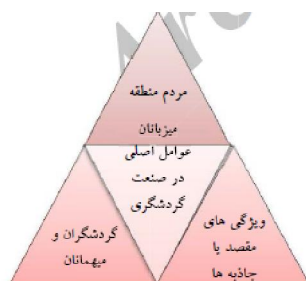 مردم منطقه
میزبانان
عوامل اصلی
در صنعت
گردشگری
ویژگی های
مقصد یا
جاذبه ها
گردشگران و
میهمانان